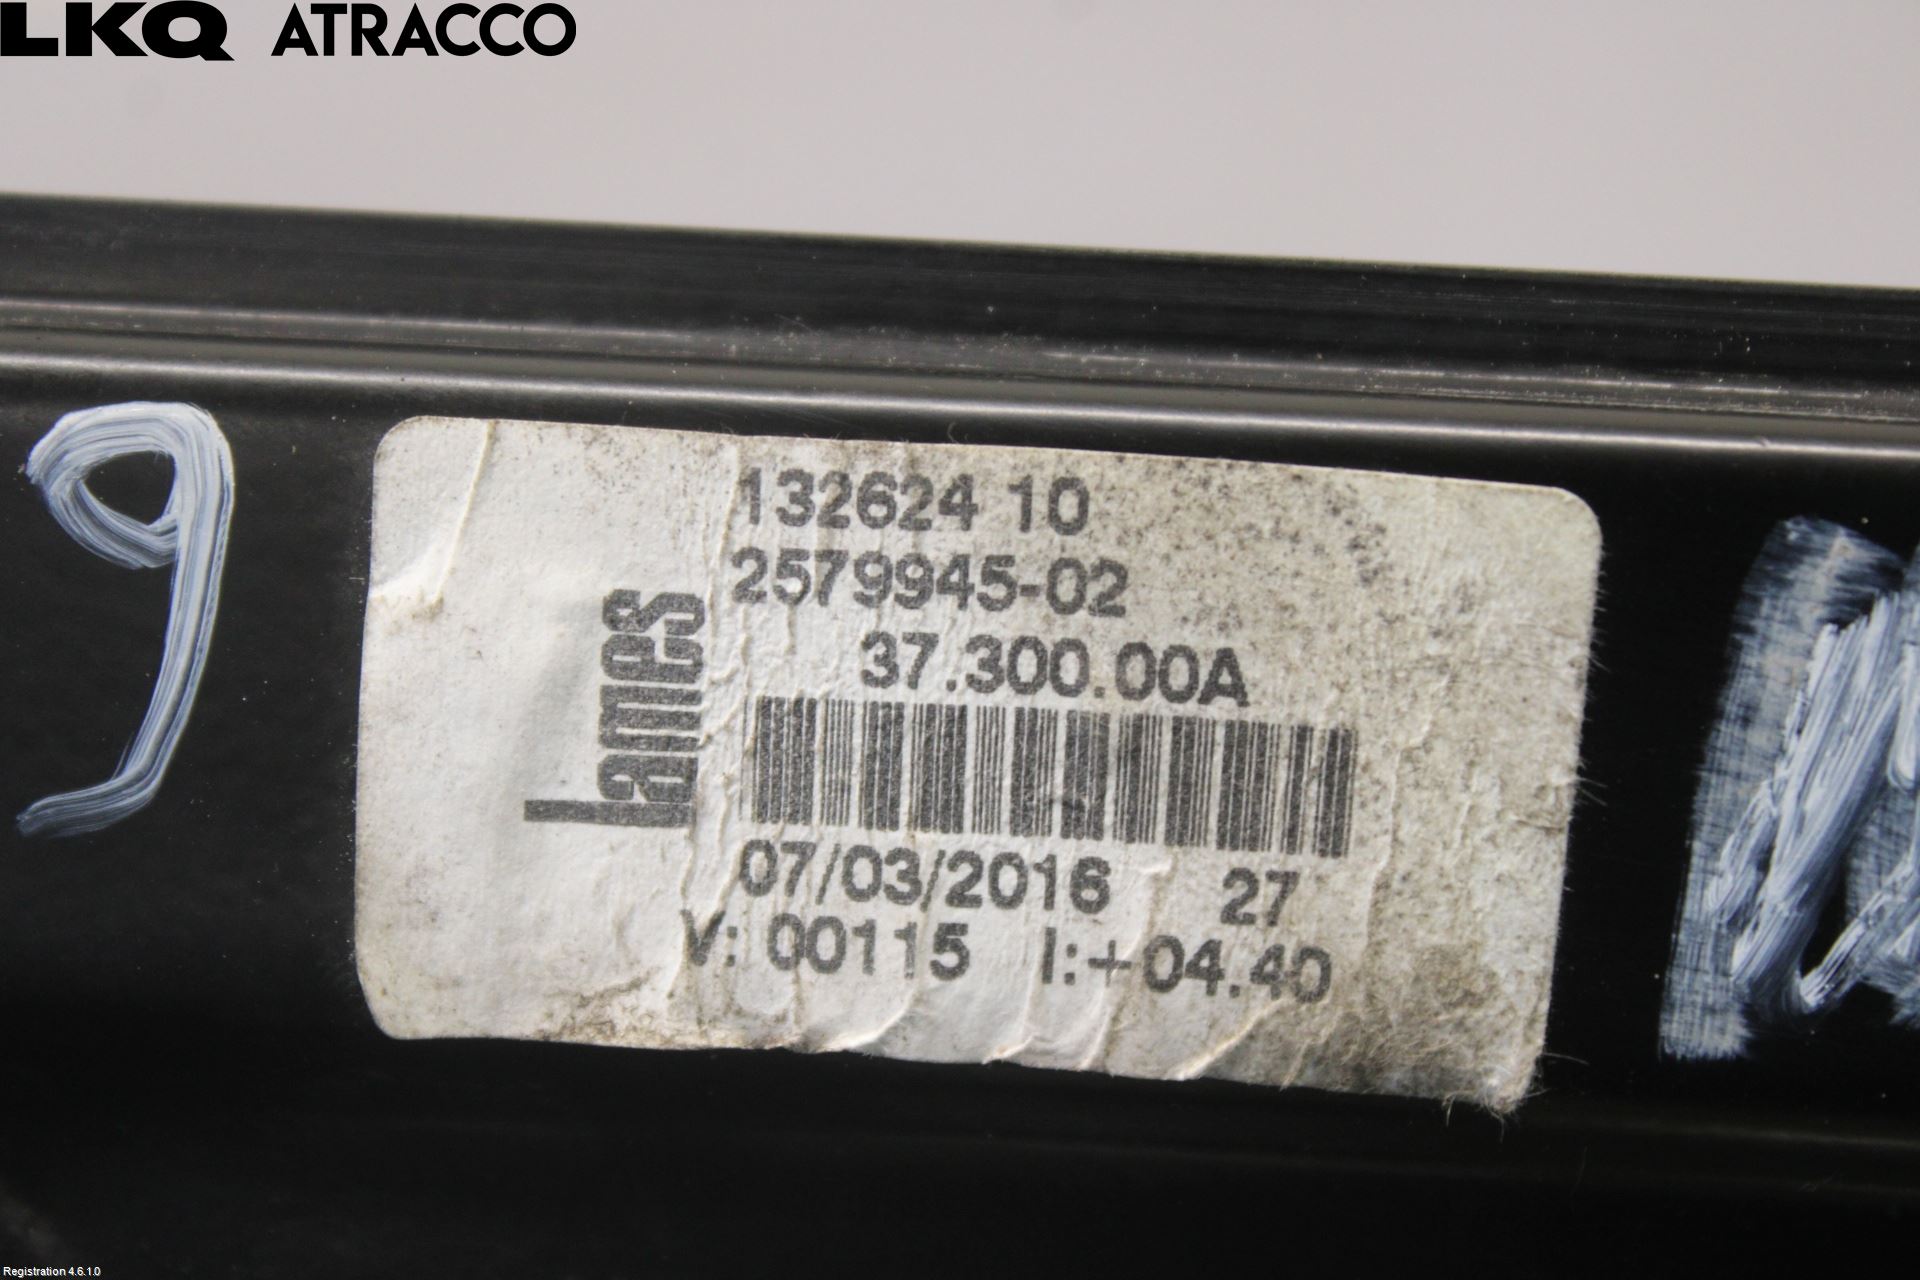 LKQ ATRACCO
9
132624 10
2579945-02
37.300.00A
Lames
07/03/2016 27
V: 00115 I:+04.40
Registration 4.6.1.0